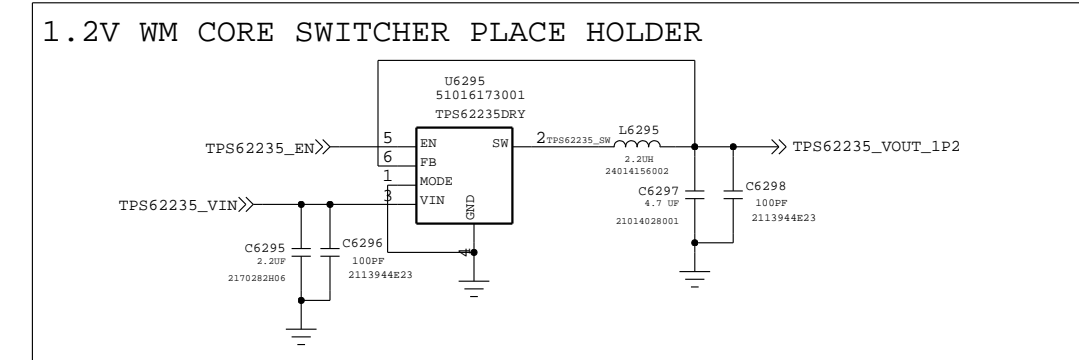 1.2V WM CORE SWITCHER PLACE HOLDER
U6295
51016173001
TPS62235DRY
TPS62235_EN
5
EN
SW
2
TPS62235_SW
L6295
2.2UH
24014156002
TPS62235_VOUT_1P2
6
FB
1
MODE
TPS62235_VIN
3
VIN
GND
4
C6297
4.7 UF
21014028001
C6298
100PF
2113944E23
C6295
2.2UF
2170282H06
C6296
100PF
2113944E23